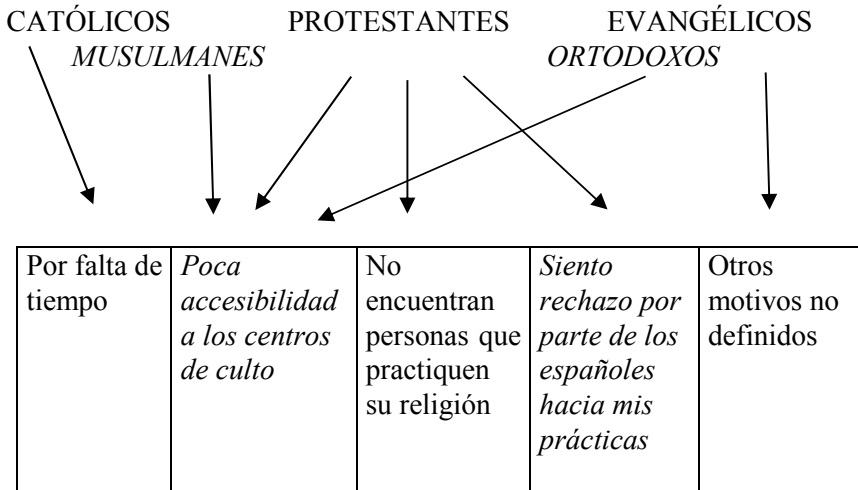 CATÓLICOS PROTESTANTES EVANGÉLICOS
MUSULMANES ORTODOXOS
Por falta de
tiempo
Poca
accesibilidad
a los centros
de culto
No
encuentran
personas que
practiquen
su religión
Siento
rechazo por
parte de los
españoles
hacia mis
prácticas
Otros
motivos no
definidos